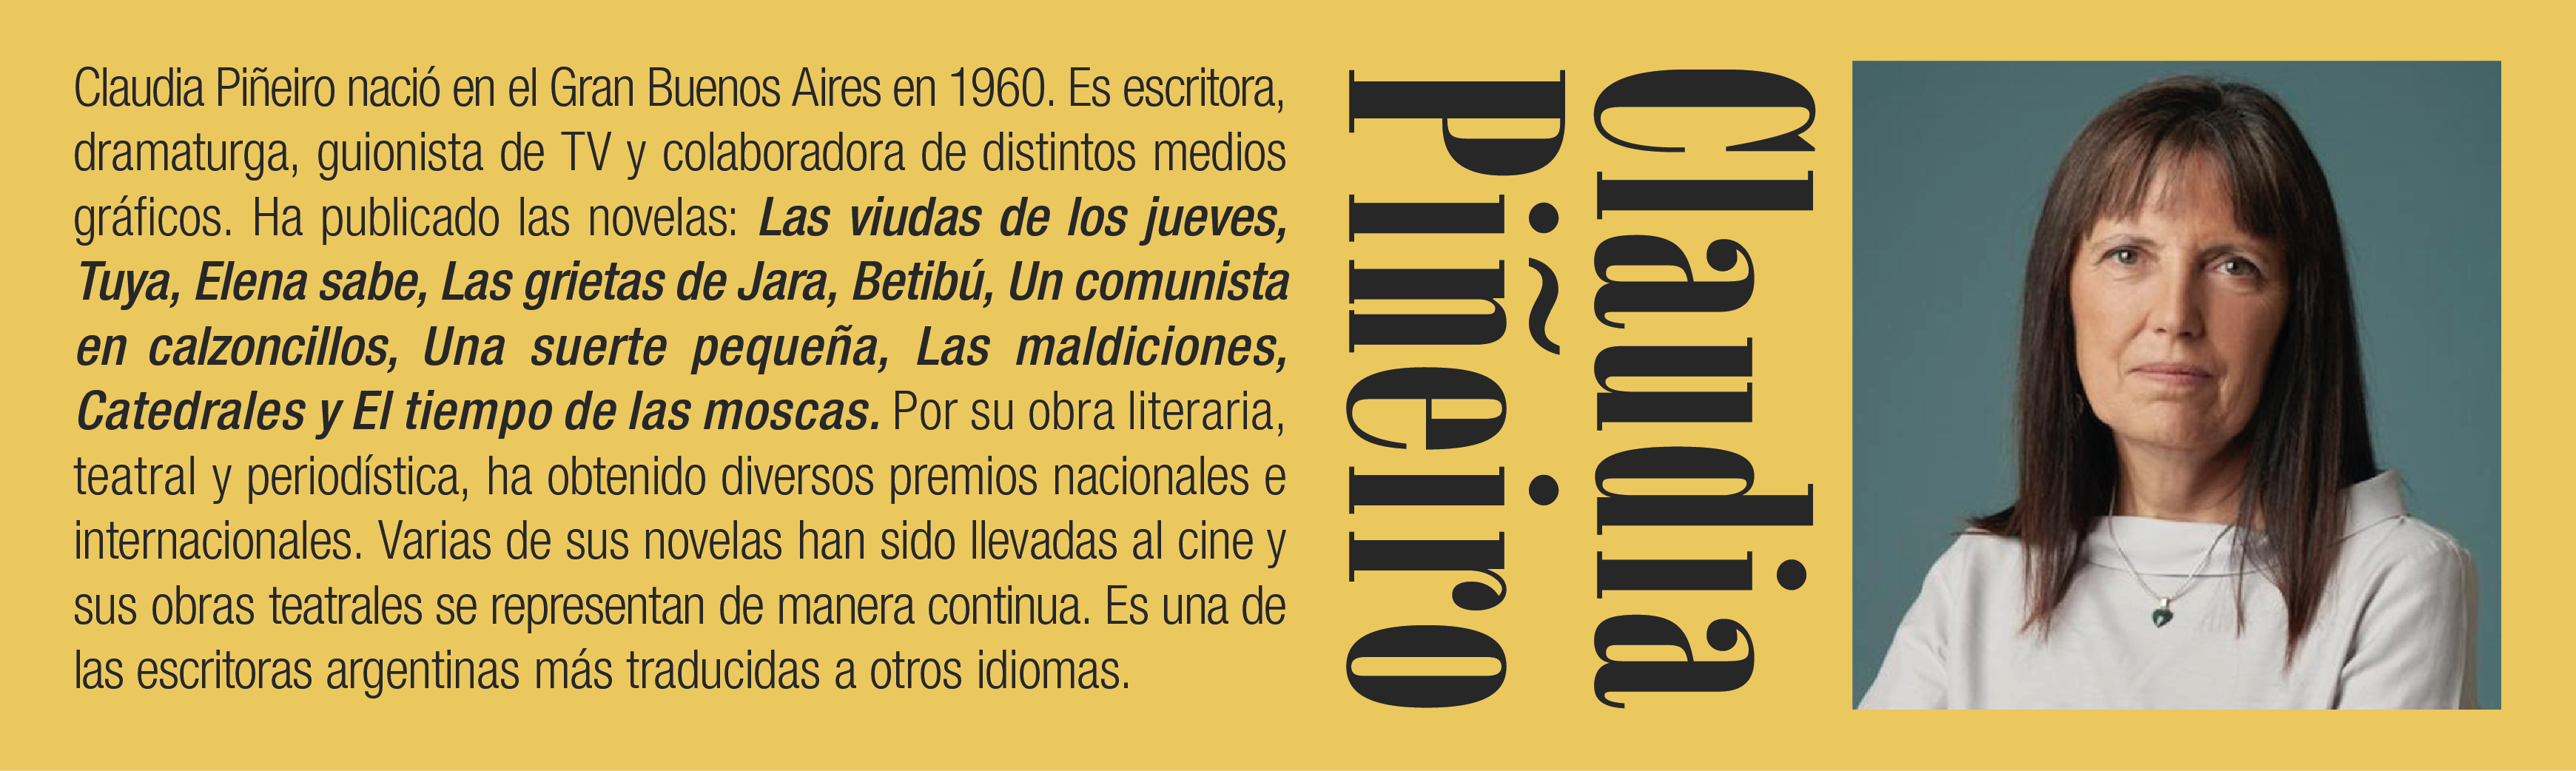 Claudia Piñeiro nació en el Gran Buenos Aires en 1960. Es escritora,
dramaturga, guionista de TV y colaboradora de distintos medios
gráficos. Ha publicado las novelas: Las viudas de los jueves,
Tuya, Elena sabe, Las grietas de Jara, Betibú, Un comunista
en calzoncillos, Una suerte pequeña, Las maldiciones,
Catedrales y El tiempo de las moscas. Por su obra literaria,
teatral y periodística, ha obtenido diversos premios nacionales e
internacionales. Varias de sus novelas han sido llevadas al cine y
sus obras teatrales se representan de manera continua. Es una de
las escritoras argentinas más traducidas a otros idiomas.
Claudia
Piñeiro